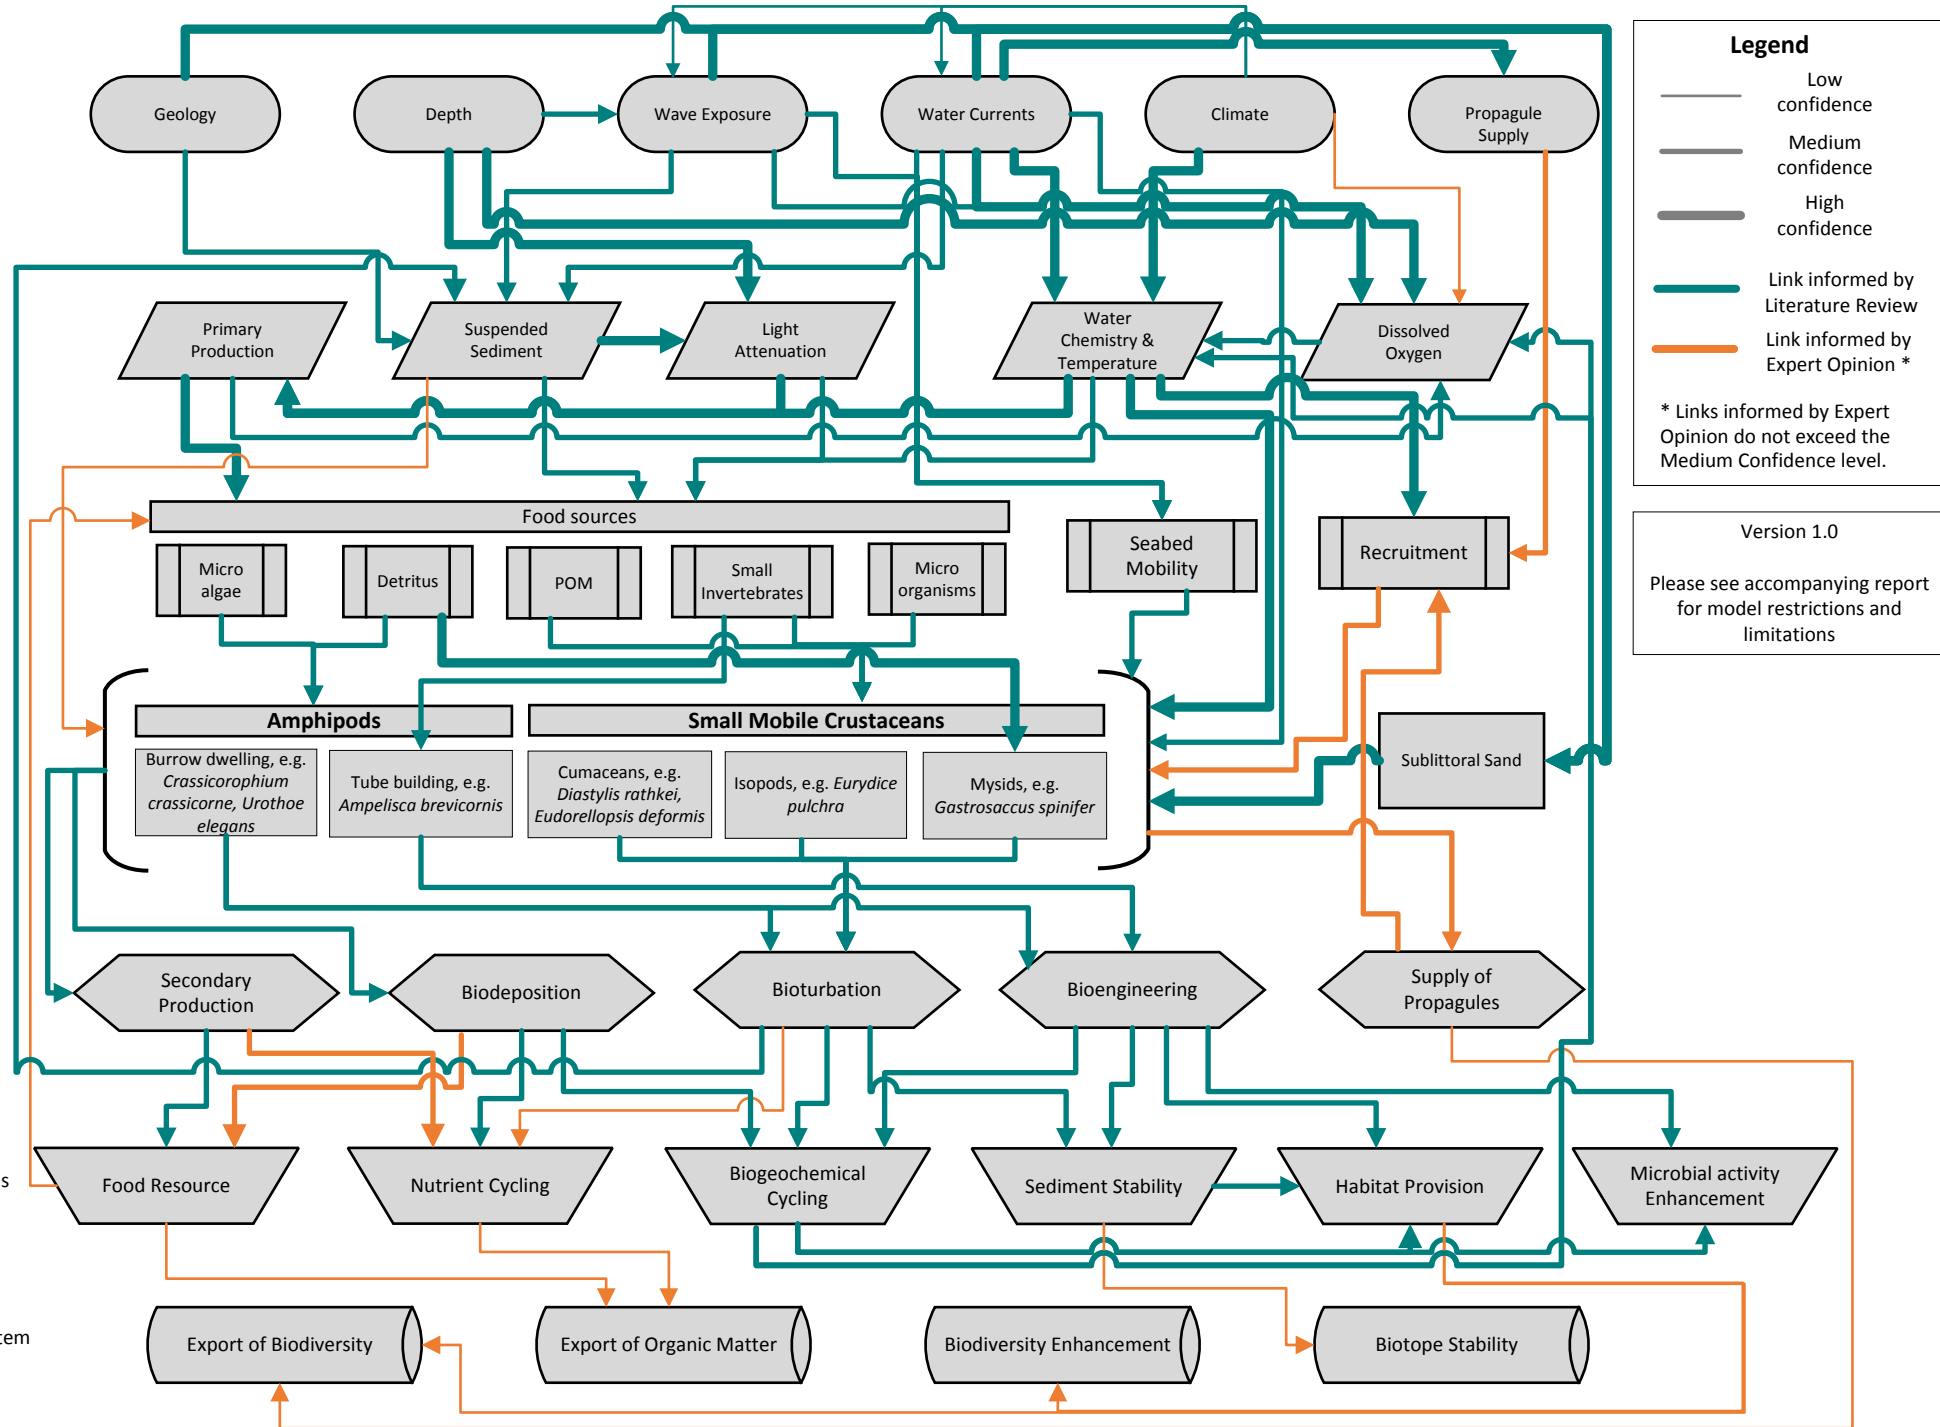 Geology
Depth
Wave Exposure
Water Currents
Climate
Propagule
Supply
Legend
Low
confidence
Medium
confidence
High
confidence
Link informed by
Literature Review
Link informed by
Expert Opinion *
* Links informed by Expert
Opinion do not exceed the
Medium Confidence level.
Primary
Production
Suspended
Sediment
Light
Attenuation
Water
Chemistry &
Temperature
Dissolved
Oxygen
Food sources
Micro
algae
Detritus
POM
Small
Invertebrates
Micro
organisms
Seabed
Mobility
Recruitment
Version 1.0
Please see accompanying report
for model restrictions and
limitations
Amphipods
Small Mobile Crustaceans
Burrow dwelling, e.g.
Crassicorophium
crassicorne, Urothoe
elegans
Tube building, e.g.
Ampelisca brevicornis
Cumaceans, e.g.
Diastylis rathkei,
Eudorellopsis deformis
Isopods, e.g. Eurydice
pulchra
Mysids, e.g.
Gastrosaccus spinifer
Sublittoral Sand
Secondary
Production
Biodeposition
Bioturbation
Bioengineering
Supply of
Propagules
s
Food Resource
Nutrient Cycling
Biogeochemical
Cycling
Sediment Stability
Habitat Provision
Microbial activity
Enhancement
tem
Export of Biodiversity
Export of Organic Matter
Biodiversity Enhancement
Biotope Stability